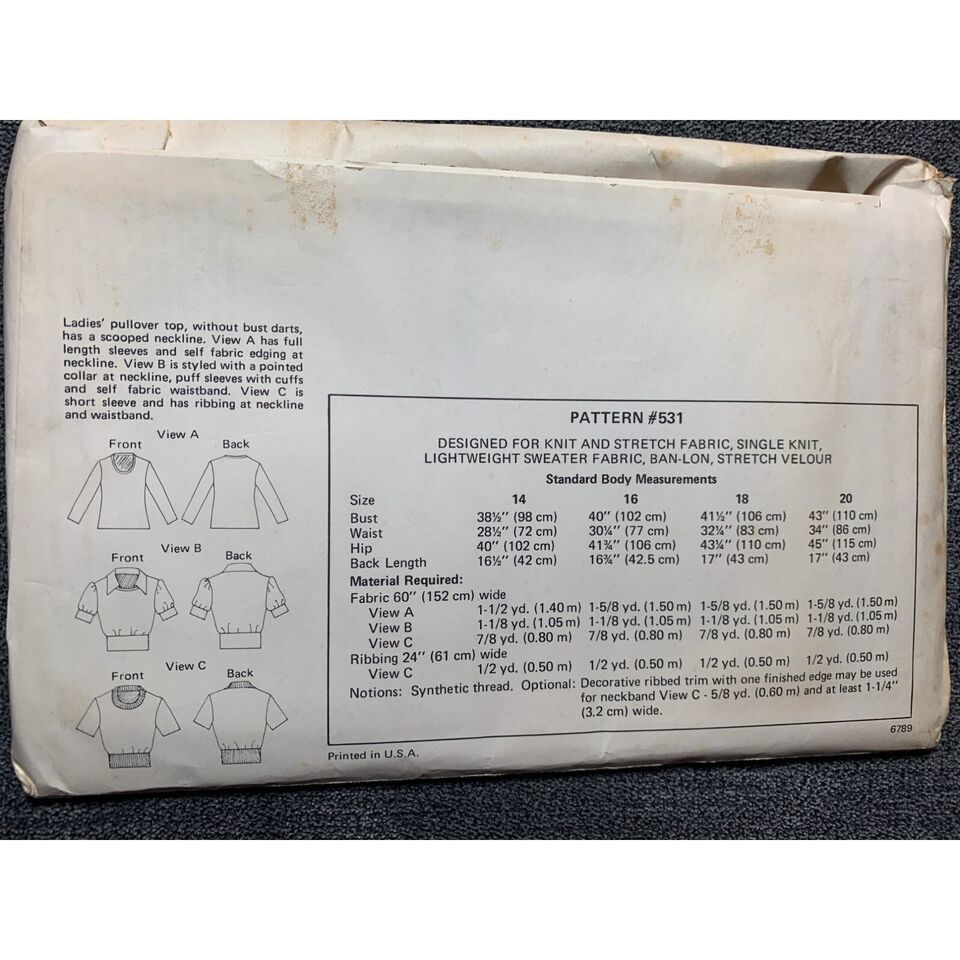 Ladies' pullover top, without bust darts,
has a scooped neckline. View A has full
length sleeves and self fabric edging at
neckline. View B is styled with a pointed
collar at neckline, puff sleeves with cuffs
and self fabric waistband. View C is
short sleeve and has ribbing at neckline
and waistband.
View A
Front Back
View B
Front Back
View C
Front Back
PATTERN #531
DESIGNED FOR KNIT AND STRETCH FABRIC, SINGLE KNIT,
LIGHTWEIGHT SWEATER FABRIC, BAN-LON, STRETCH VELOUR
Standard Body Measurements
Size 14 16 18 20
Bust 38½" (98 cm) 40" (102 cm) 41½" (106 cm) 43" (110 cm)
Waist 28½" (72 cm) 30¼" (77 cm) 32¼" (83 cm) 34" (86 cm)
Hip 40" (102 cm) 41¾" (106 cm) 43¼" (110 cm) 45" (115 cm)
Back Length 16½" (42 cm) 16¾" (42.5 cm) 17" (43 cm) 17" (43 cm)
Material Required:
Fabric 60" (152 cm) wide
View A 1-1/2 yd. (1.40 m) 1-5/8 yd. (1.50 m) 1-5/8 yd. (1.50 m) 1-5/8 yd. (1.50 m)
View B 1-1/8 yd. (1.05 m) 1-1/8 yd. (1.05 m) 1-1/8 yd. (1.05 m) 1-1/8 yd. (1.05 m)
View C 7/8 yd. (0.80 m) 7/8 yd. (0.80 m) 7/8 yd. (0.80 m) 7/8 yd. (0.80 m)
Ribbing 24" (61 cm) wide
View C 1/2 yd. (0.50 m) 1/2 yd. (0.50 m) 1/2 yd. (0.50 m) 1/2 yd. (0.50 m)
Notions: Synthetic thread. Optional: Decorative ribbed trim with one finished edge may be used
for neckband View C - 5/8 yd. (0.60 m) and at least 1-1/4"
(3.2 cm) wide.
6789
Printed in U.S.A.